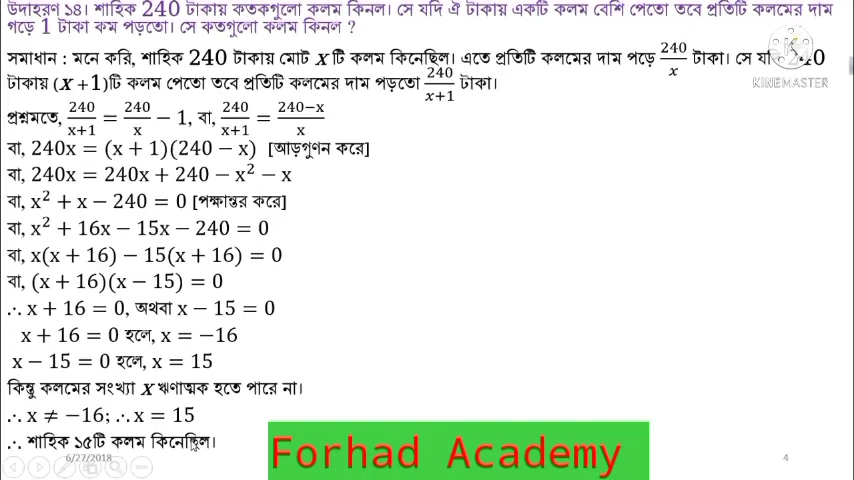 উদাহরণ ১৪। শাহিক 240 টাকায় কতকগুলো কলম কিনল। সে যদি ঐ টাকায় একটি কলম বেশি পেতো তবে প্রতিটি কলমের দাম
গড়ে 1 টাকা কম পড়তো। সে কতগুলো কলম কিনল ?
সমাধান : মনে করি, শাহিক 240 টাকায় মোট x টি কলম কিনেছিল। এতে প্রতিটি কলমের দাম পড়ে 240/x টাকা। সে 240
টাকায় (x +1)টি কলম পেতো তবে প্রতিটি কলমের দাম পড়তো 240/x+1 টাকা।
প্রশ্নমতে, 240/x+1 = 240/x − 1, বা, 240/x+1 = 240−x/x
বা, 240x = (x + 1)(240 − x) [আড়গুণন করে]
বা, 240x = 240x + 240 − x² − x
বা, x² + x − 240 = 0 [পক্ষান্তর করে]
বা, x² + 16x − 15x − 240 = 0
বা, x(x + 16) − 15(x + 16) = 0
বা, (x + 16)(x − 15) = 0
∴ x + 16 = 0, অথবা x − 15 = 0
x + 16 = 0 হলে, x = −16
x − 15 = 0 হলে, x = 15
কিন্তু কলমের সংখ্যা x ঋণাত্মক হতে পারে না।
∴ x ≠ −16; ∴ x = 15
∴ শাহিক ১৫টি কলম কিনেছিল।
KINEMASTER
Forhad Academy
6/27/2018
4